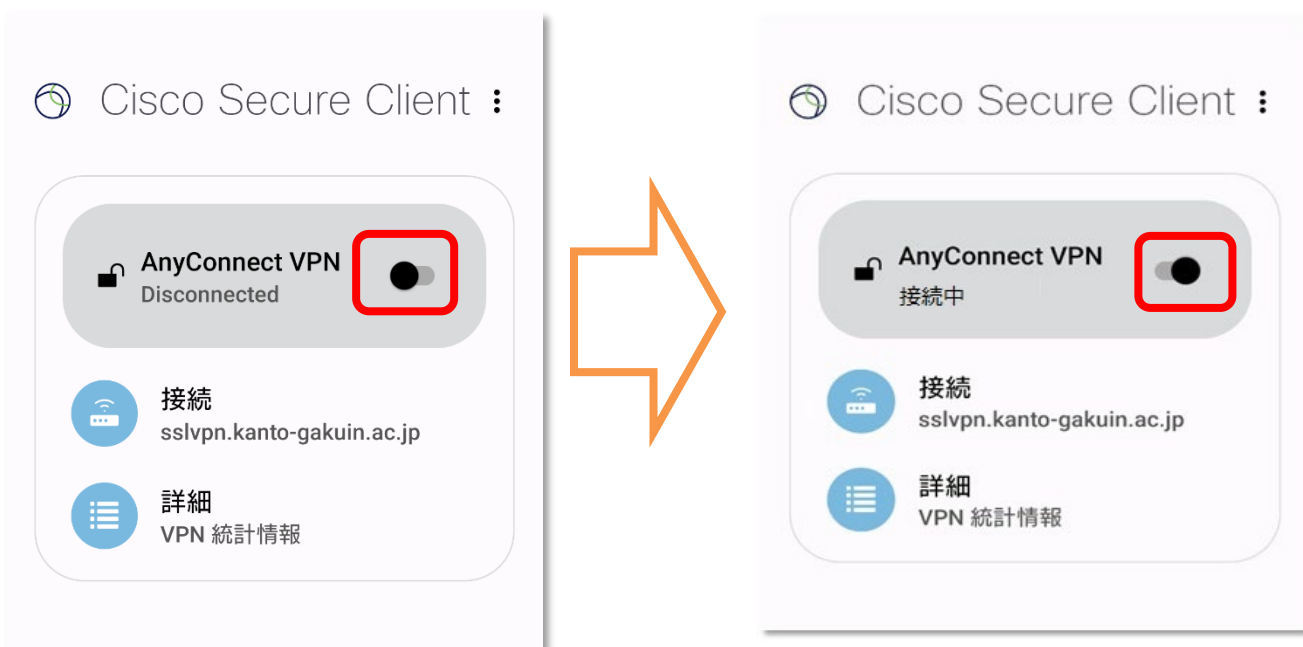 Cisco Secure Client
AnyConnect VPN
Disconnected
接続
sslvpn.kanto-gakuin.ac.jp
詳細
VPN 統計情報
Cisco Secure Client
AnyConnect VPN
接続中
接続
sslvpn.kanto-gakuin.ac.jp
詳細
VPN 統計情報